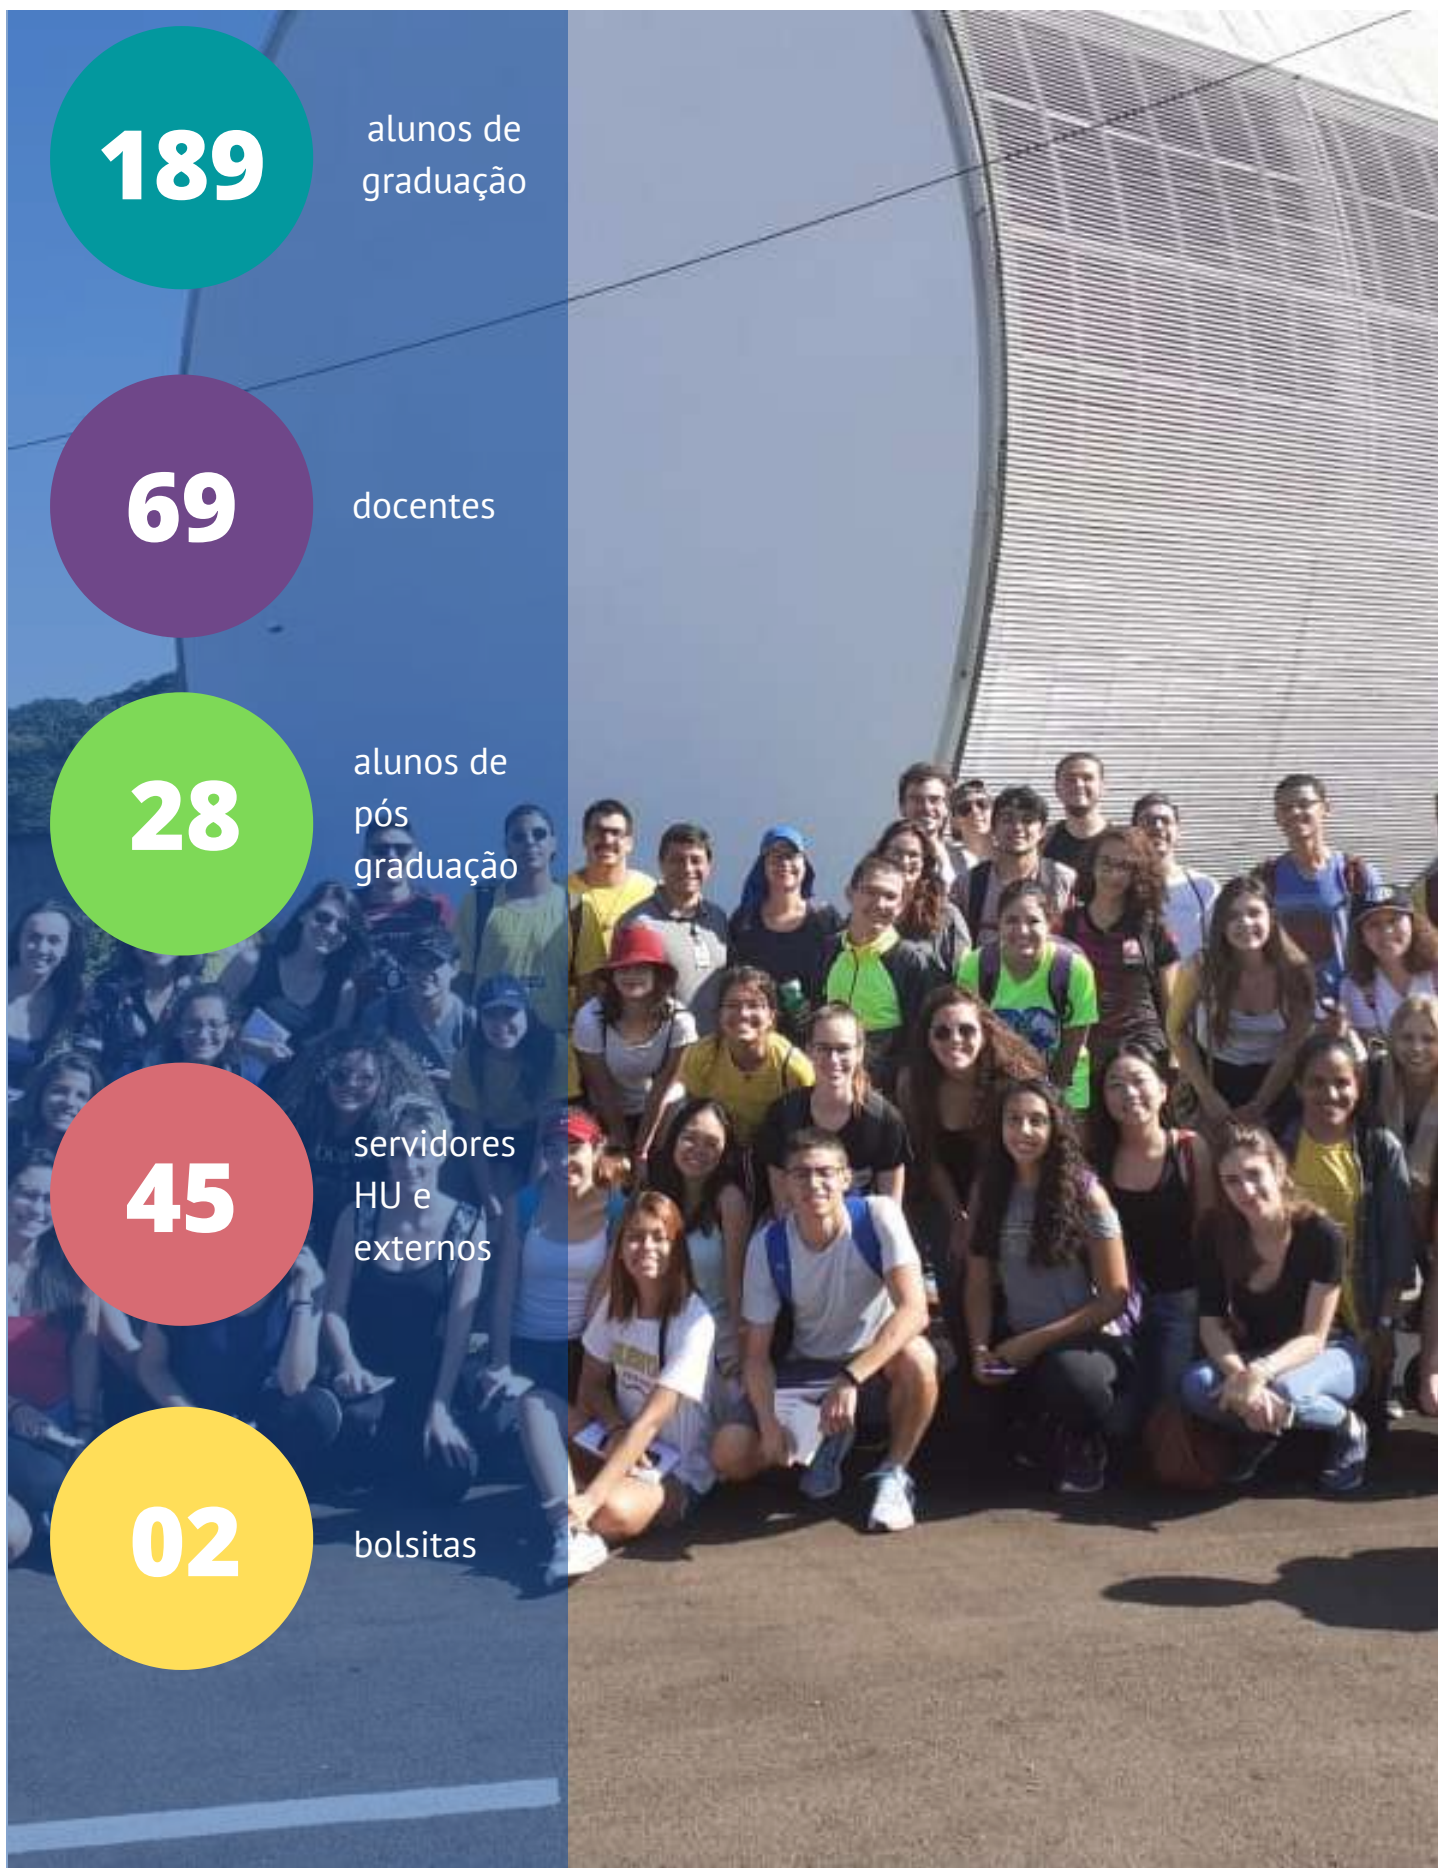 189
alunos de
graduação
69
docentes
28
alunos de
pós
graduação
45
servidores
HU e
externos
02
bolsitas